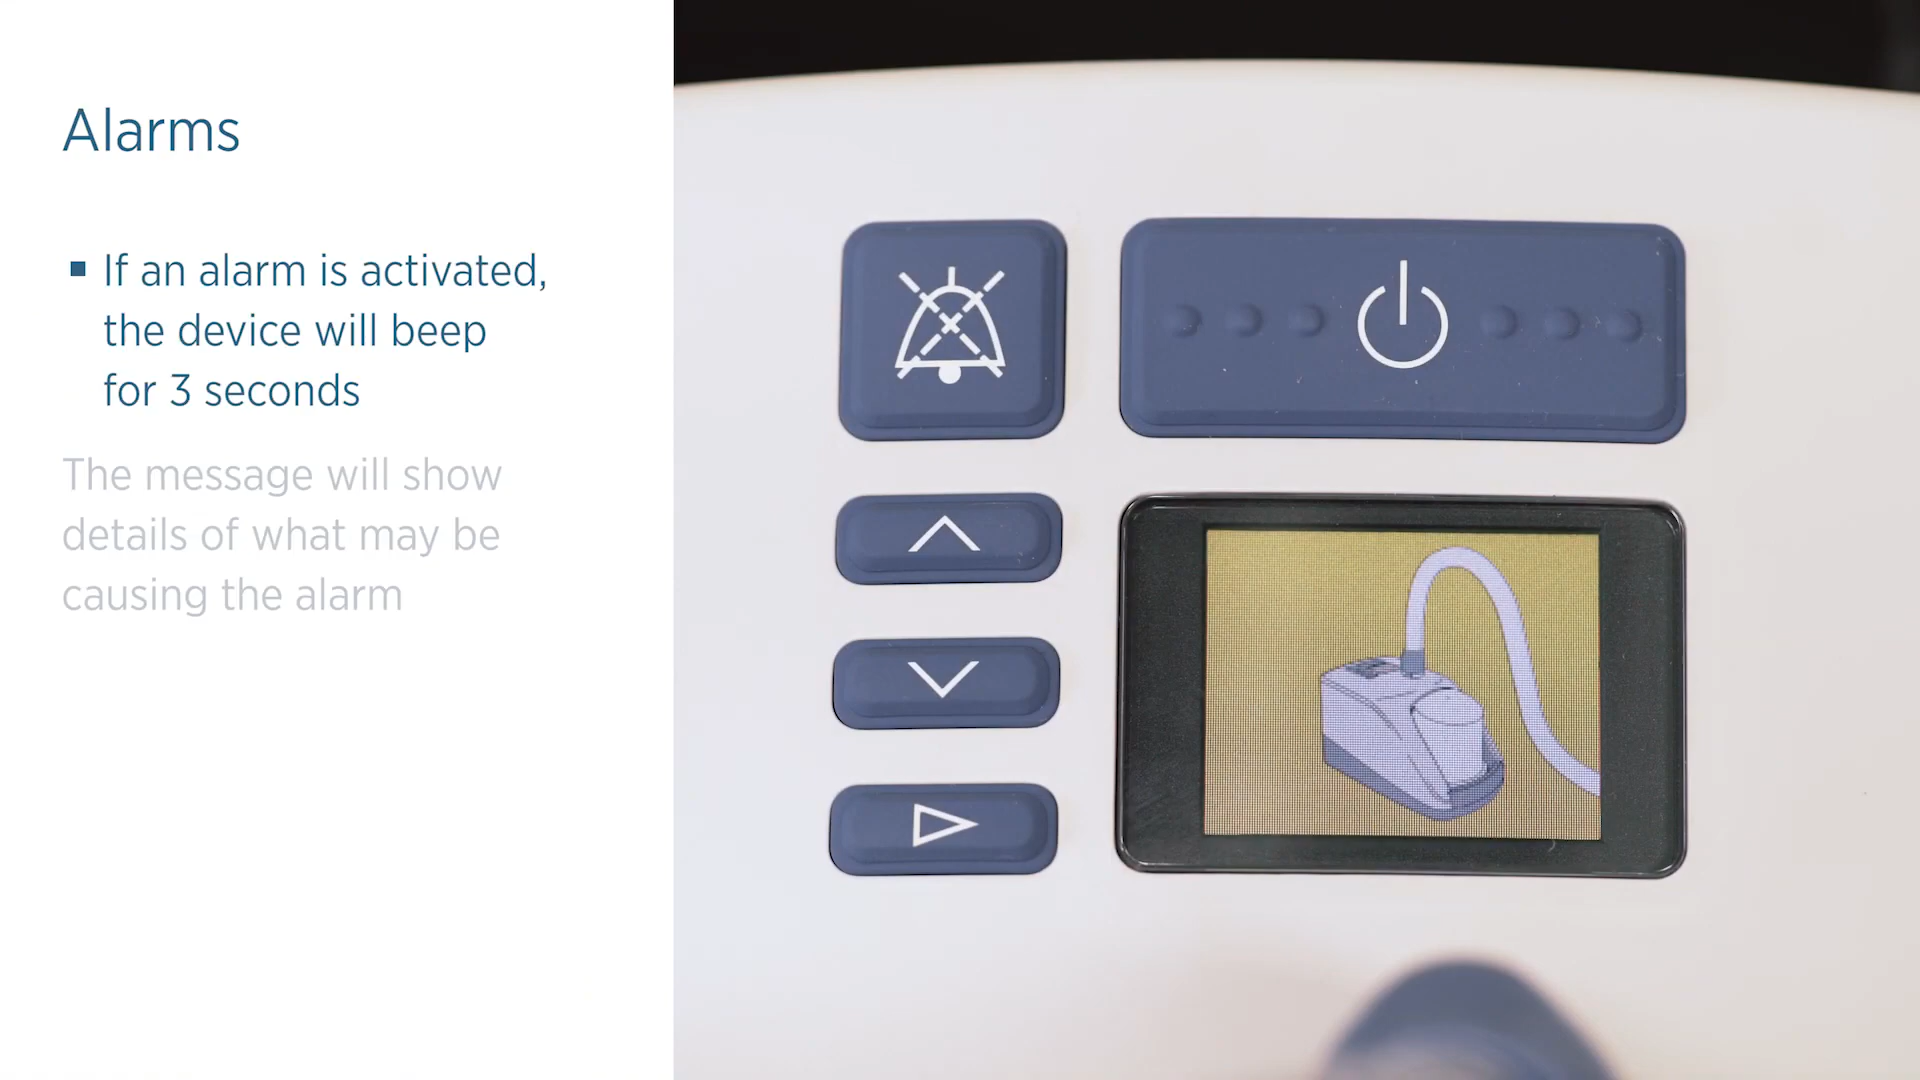 Alarms
▪ If an alarm is activated,
the device will beep
for 3 seconds
The message will show
details of what may be
causing the alarm